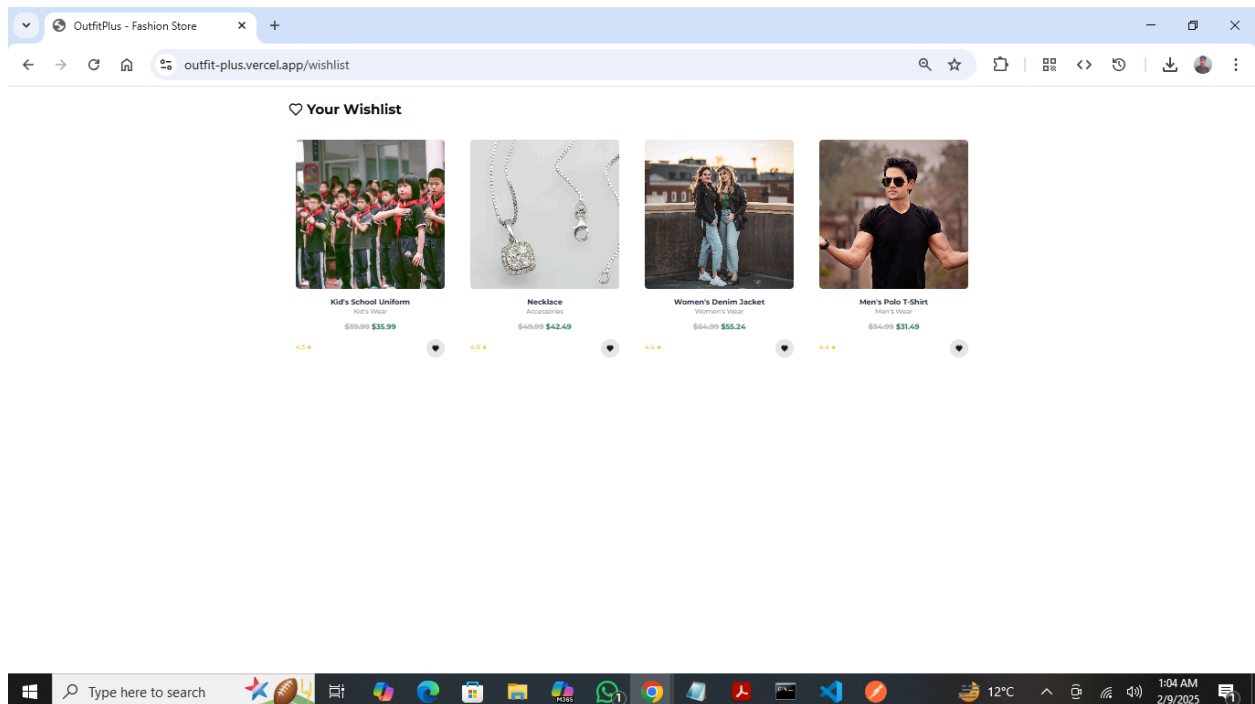 OutfitPlus - Fashion Store
outfit-plus.vercel.app/wishlist
Your Wishlist
Kid's School Uniform
Kid's Wear
$39.99 $35.99
4.3 ★
Necklace
Accessories
$49.99 $42.49
4.8 ★
Women's Denim Jacket
Women's Wear
$64.99 $55.24
4.4 ★
Men's Polo T-Shirt
Men's Wear
$34.99 $31.49
4.4 ★
Type here to search
M365
1
12°C
1:04 AM
2/9/2025
1